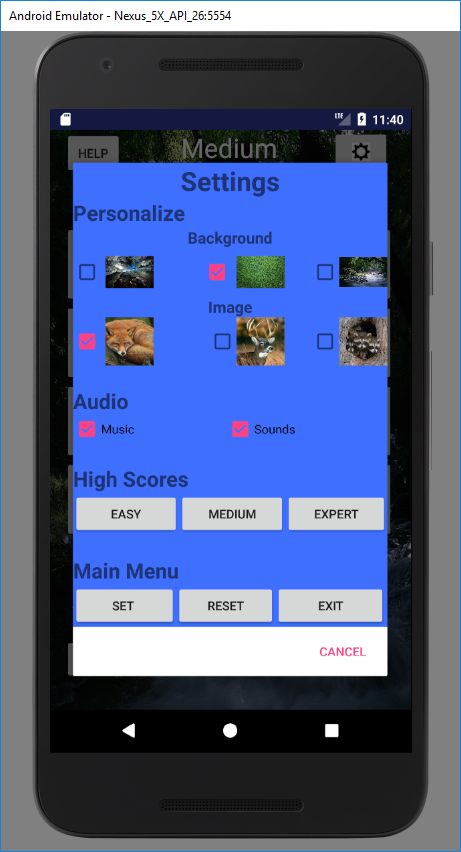 Android Emulator - Nexus_5X_API_26:5554
LTE 11:40
HELP Medium
Settings
Personalize
Background
Image
Audio
Music Sounds
High Scores
EASY MEDIUM EXPERT
Main Menu
SET RESET EXIT
CANCEL